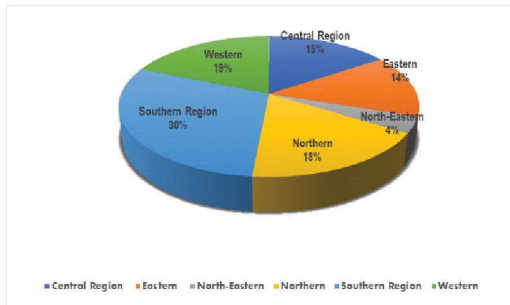 Central Region
15%
Eastern
14%
North-Eastern
4%
Northern
18%
Southern Region
30%
Western
19%
Central Region Eastern North-Eastern Northern Southern Region Western